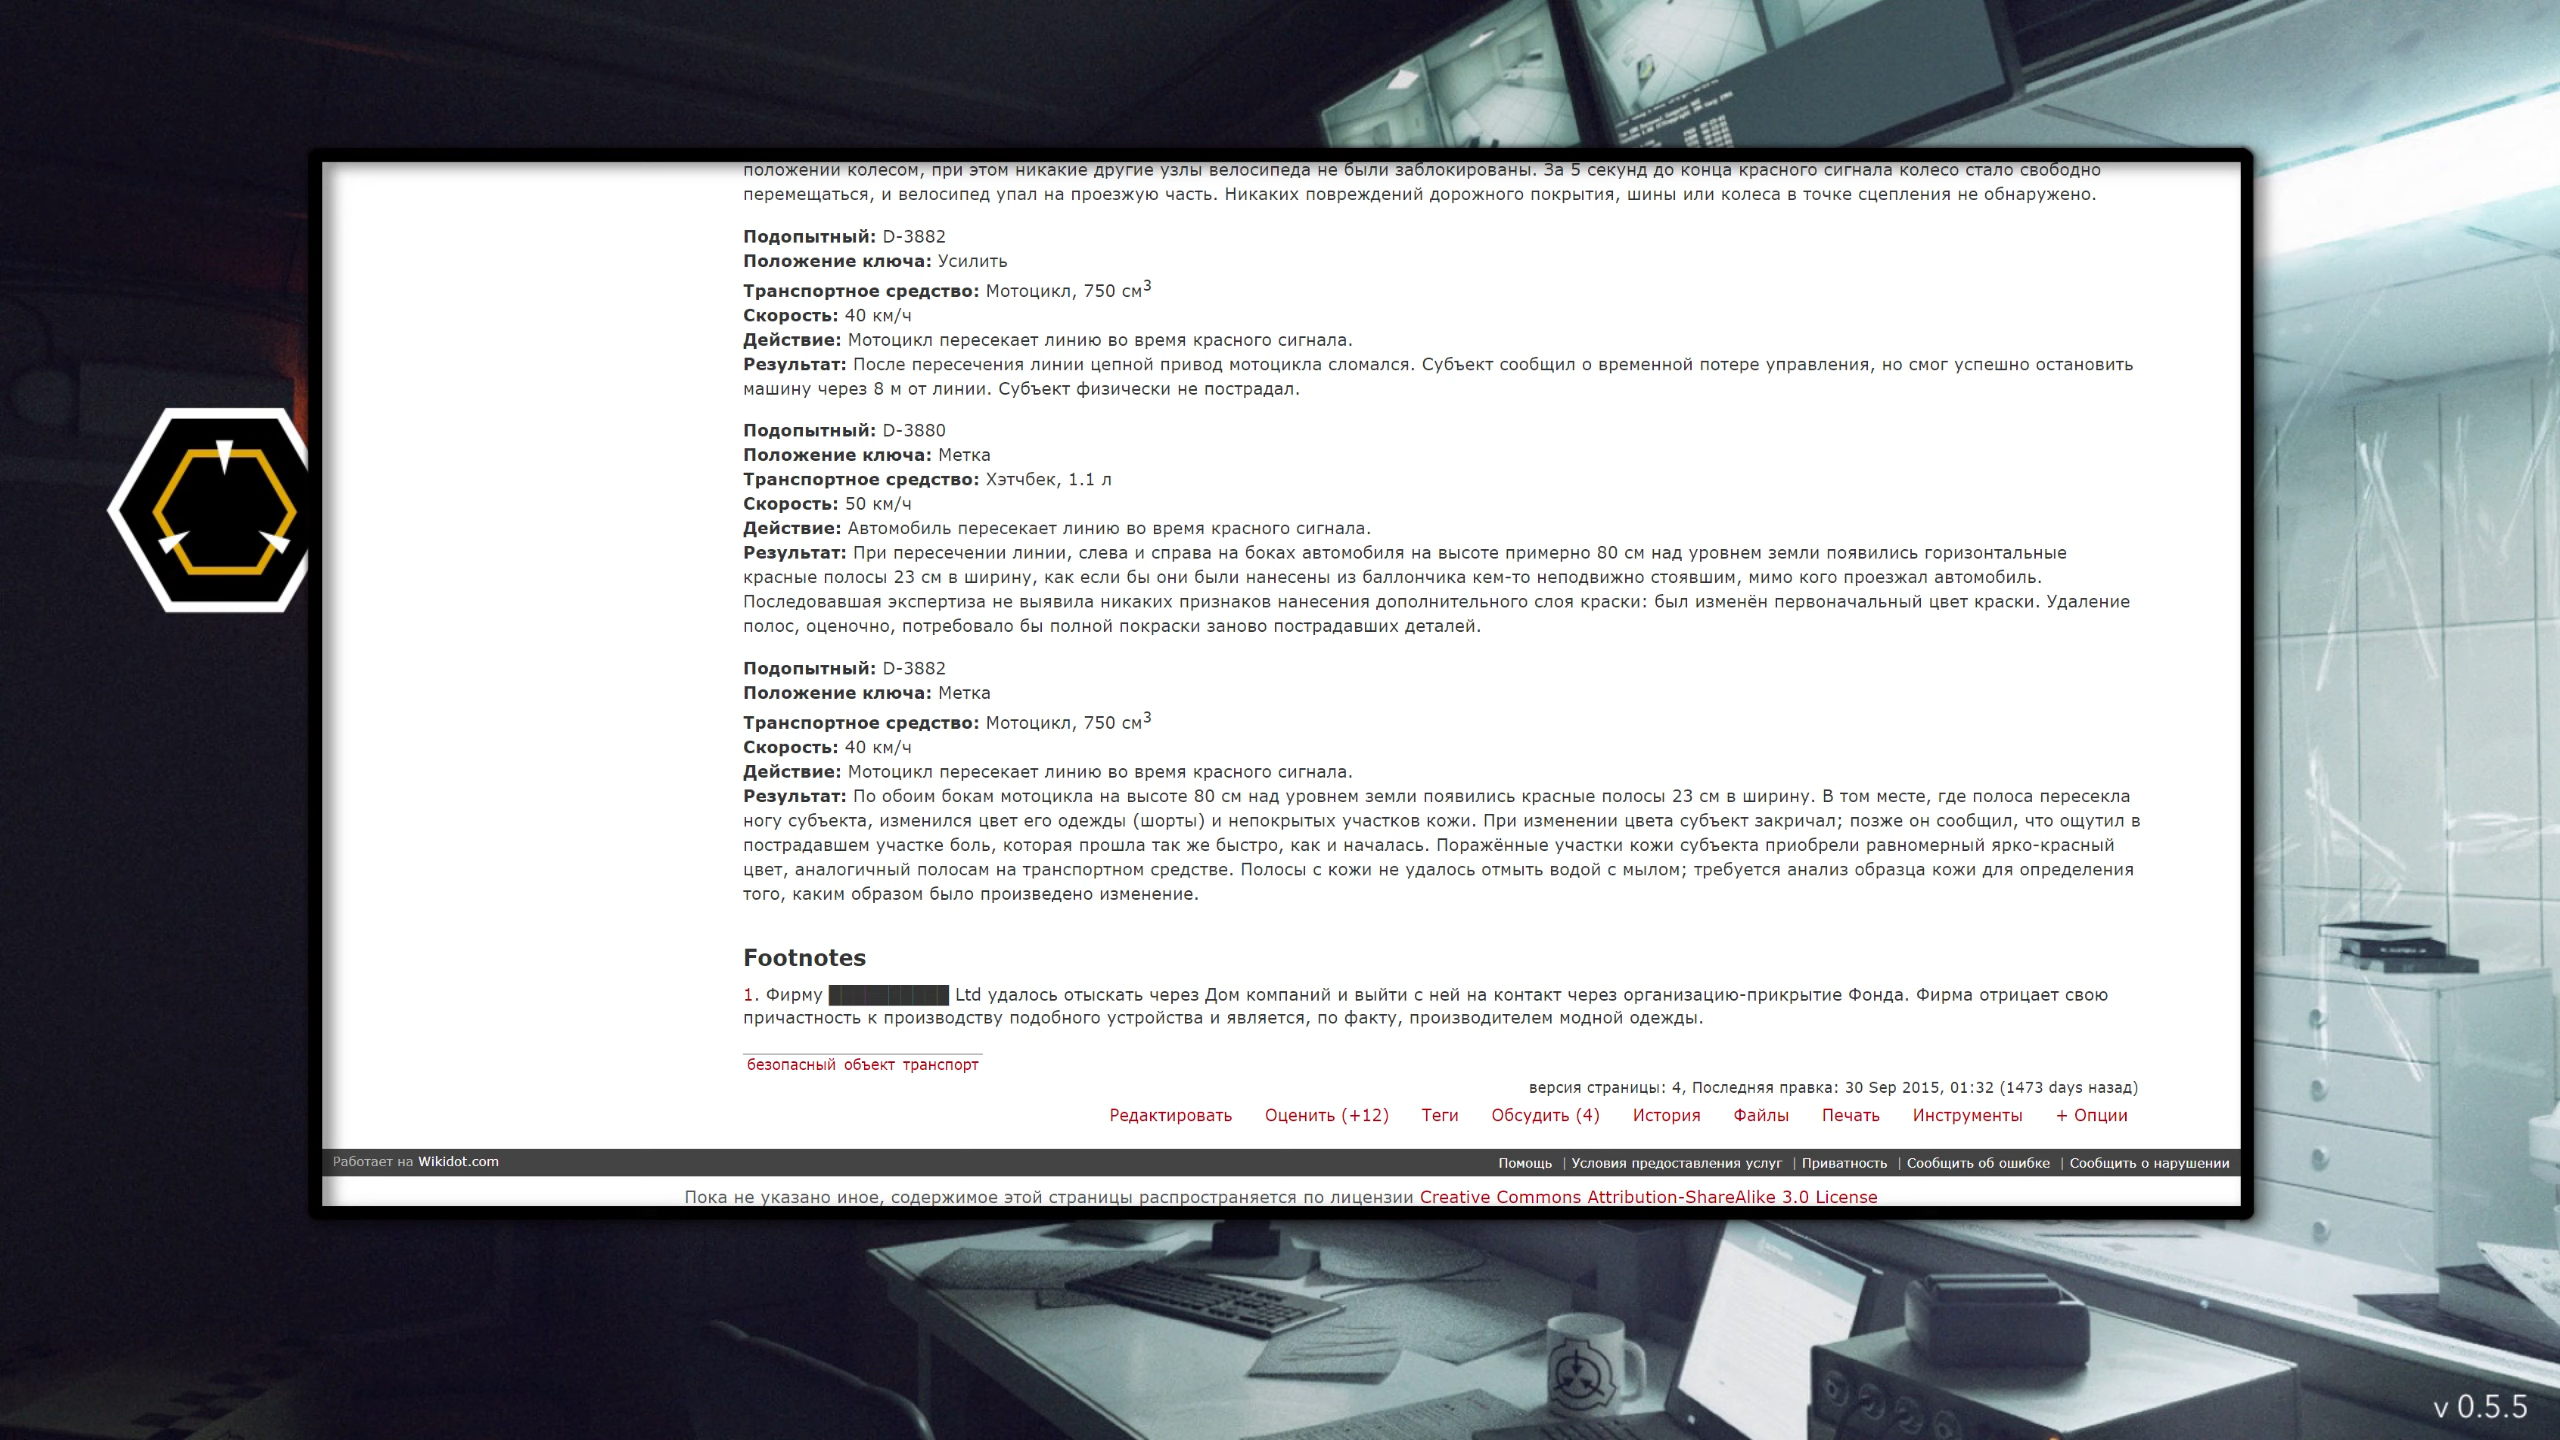 положении колесом, при этом никакие другие узлы велосипеда не были заблокированы. За 5 секунд до конца красного сигнала колесо стало свободно
перемещаться, и велосипед упал на проезжую часть. Никаких повреждений дорожного покрытия, шины или колеса в точке сцепления не обнаружено.
Подопытный: D-3882
Положение ключа: Усилить
Транспортное средство: Мотоцикл, 750 см³
Скорость: 40 км/ч
Действие: Мотоцикл пересекает линию во время красного сигнала.
Результат: После пересечения линии цепной привод мотоцикла сломался. Субъект сообщил о временной потере управления, но смог успешно остановить
машину через 8 м от линии. Субъект физически не пострадал.
Подопытный: D-3880
Положение ключа: Метка
Транспортное средство: Хэтчбек, 1.1 л
Скорость: 50 км/ч
Действие: Автомобиль пересекает линию во время красного сигнала.
Результат: При пересечении линии, слева и справа на боках автомобиля на высоте примерно 80 см над уровнем земли появились горизонтальные
красные полосы 23 см в ширину, как если бы они были нанесены из баллончика кем-то неподвижно стоявшим, мимо кого проезжал автомобиль.
Последовавшая экспертиза не выявила никаких признаков нанесения дополнительного слоя краски: был изменён первоначальный цвет краски. Удаление
полос, оценочно, потребовало бы полной покраски заново пострадавших деталей.
Подопытный: D-3882
Положение ключа: Метка
Транспортное средство: Мотоцикл, 750 см³
Скорость: 40 км/ч
Действие: Мотоцикл пересекает линию во время красного сигнала.
Результат: По обоим бокам мотоцикла на высоте 80 см над уровнем земли появились красные полосы 23 см в ширину. В том месте, где полоса пересекла
ногу субъекта, изменился цвет его одежды (шорты) и непокрытых участков кожи. При изменении цвета субъект закричал; позже он сообщил, что ощутил в
пострадавшем участке боль, которая прошла так же быстро, как и началась. Поражённые участки кожи субъекта приобрели равномерный ярко-красный
цвет, аналогичный полосам на транспортном средстве. Полосы с кожи не удалось отмыть водой с мылом; требуется анализ образца кожи для определения
того, каким образом было произведено изменение.
Footnotes
1. Фирму ██████████ Ltd удалось отыскать через Дом компаний и выйти с ней на контакт через организацию-прикрытие Фонда. Фирма отрицает свою
причастность к производству подобного устройства и является, по факту, производителем модной одежды.
безопасный объект транспорт
версия страницы: 4, Последняя правка: 30 Sep 2015, 01:32 (1473 days назад)
Редактировать Оценить (+12) Теги Обсудить (4) История Файлы Печать Инструменты + Опции
Работает на Wikidot.com
Помощь | Условия предоставления услуг | Приватность | Сообщить об ошибке | Сообщить о нарушении
Пока не указано иное, содержимое этой страницы распространяется по лицензии Creative Commons Attribution-ShareAlike 3.0 License
v 0.5.5